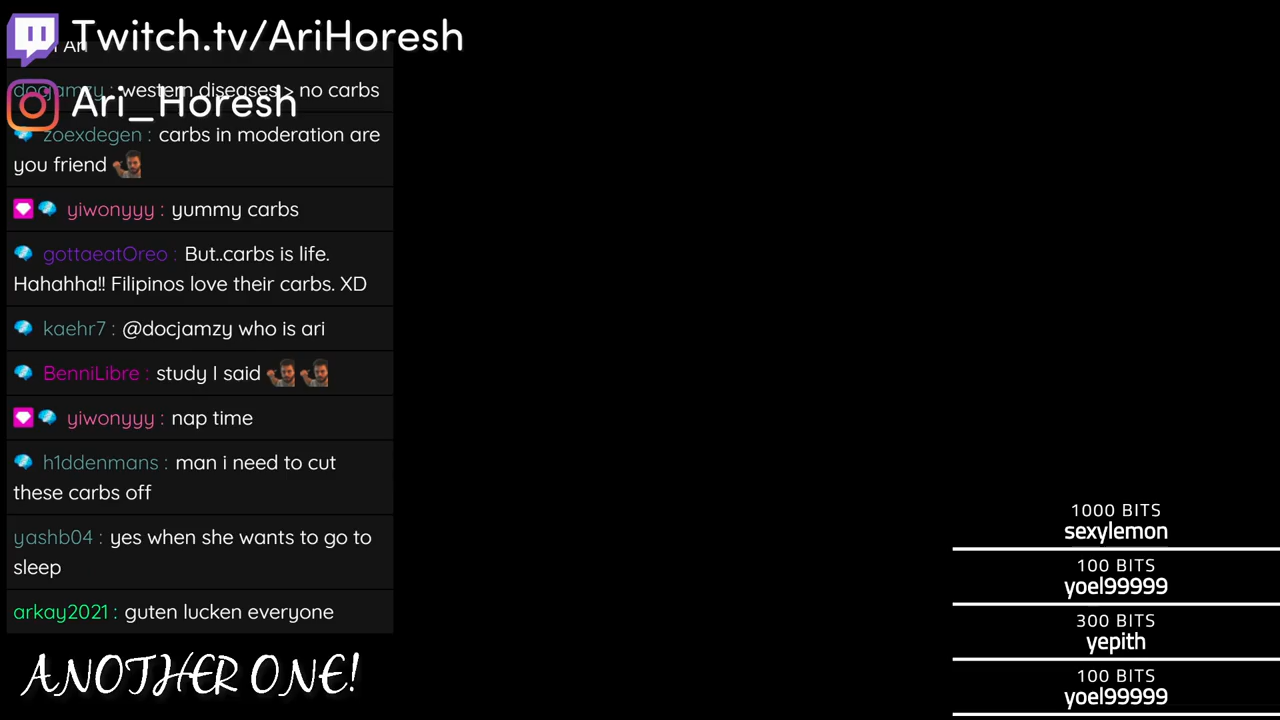 Twitch.tv/AriHoresh
Ari
docjamzy : western diseases > no carbs
Ari_Horesh
zoexdegen : carbs in moderation are
you friend
yiwonyyy : yummy carbs
gottaeatOreo : But..carbs is life.
Hahahha!! Filipinos love their carbs. XD
kaehr7 : @docjamzy who is ari
BenniLibre : study I said
yiwonyyy : nap time
h1ddenmans : man i need to cut
these carbs off
yashb04 : yes when she wants to go to
sleep
arkay2021 : guten lucken everyone
ANOTHER ONE!
1000 BITS
sexylemon
100 BITS
yoel99999
300 BITS
yepith
100 BITS
yoel99999